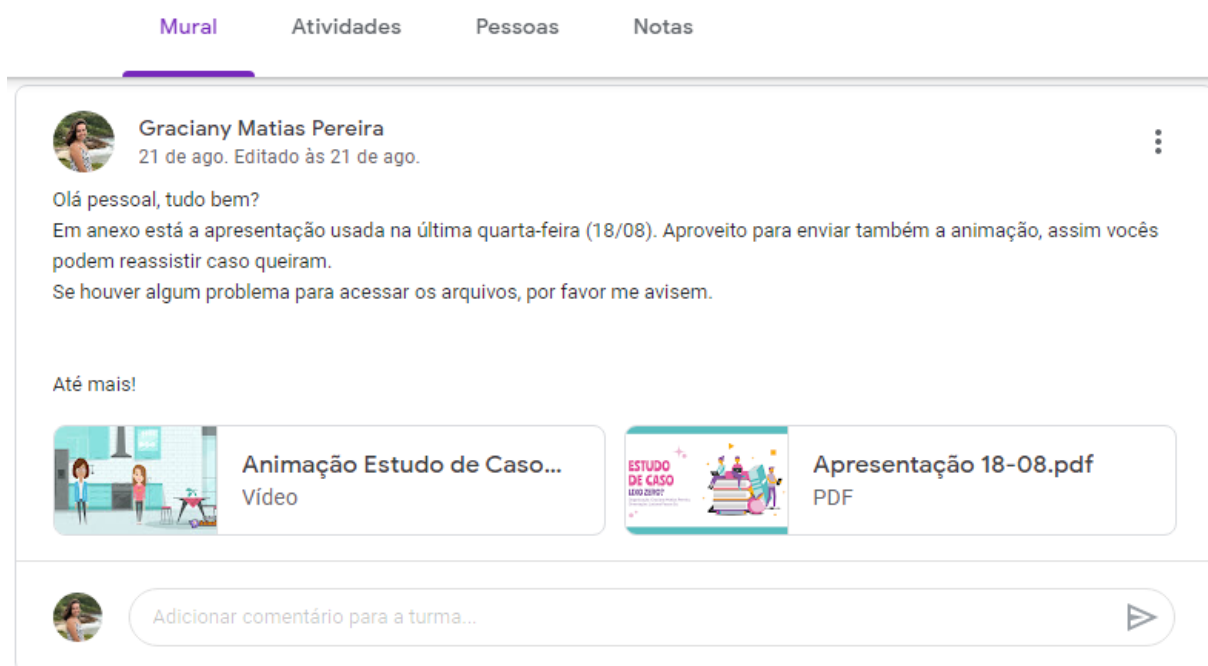 Mural Atividades Pessoas Notas
Graciany Matias Pereira
21 de ago. Editado às 21 de ago.
Olá pessoal, tudo bem?
Em anexo está a apresentação usada na última quarta-feira (18/08). Aproveito para enviar também a animação, assim vocês
podem reassistir caso queiram.
Se houver algum problema para acessar os arquivos, por favor me avisem.
Até mais!
Animação Estudo de Caso...
Vídeo
ESTUDO
DE CASO
LIXO ZERO?
Apresentação 18-08.pdf
PDF
Adicionar comentário para a turma...